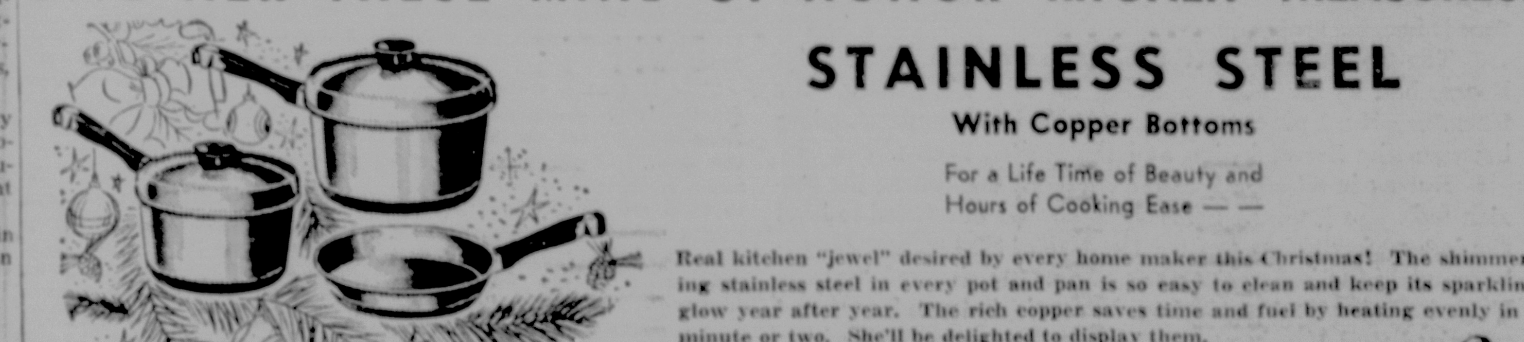 STAINLESS STEEL
With Copper Bottoms
For a Life Time of Beauty and
Hours of Cooking Ease — —
Real kitchen "jewel" desired by every home maker this Christmas! The shimmer
ing stainless steel in every pot and pan is so easy to clean and keep its sparklin
glow year after year. The rich copper saves time and fuel by heating evenly in
minute or two. She'll be delighted to display them.